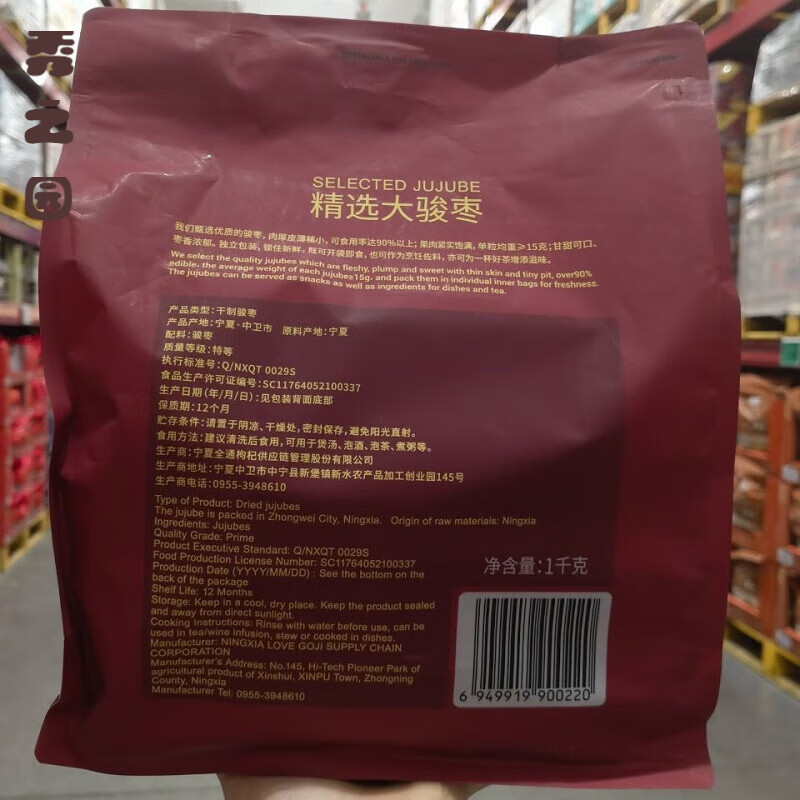 秀
之
园
SELECTED JUJUBE
精选大骏枣
我们甄选优质的骏枣，肉厚皮薄核小，可食用率达90%以上；果肉紧实饱满，单粒均重≥15克；甘甜可口、
枣香浓郁。独立包装，锁住新鲜。既可开袋即食，也可作为烹饪佐料，亦可为一杯好茶增添滋味。
We select the quality jujubes which are fleshy, plump and sweet with thin skin and tiny pit, over90%
edible, the average weight of each jujube≥15g, and pack them in individual inner bags for freshness.
The jujubes can be served as snacks as well as ingredients for dishes and tea.
产品类型：干制骏枣
产品产地：宁夏·中卫市 原料产地：宁夏
配料：骏枣
质量等级：特等
执行标准号：Q/NXQT 0029S
食品生产许可证编号：SC11764052100337
生产日期（年/月/日）：见包装背面底部
保质期：12个月
贮存条件：请置于阴凉、干燥处，密封保存，避免阳光直射。
食用方法：建议清洗后食用，可用于煲汤、泡酒、泡茶、煮粥等。
生产商：宁夏全通枸杞供应链管理股份有限公司
生产商地址：宁夏中卫市中宁县新堡镇新水农产品加工创业园145号
生产商电话：0955-3948610
Type of Product: Dried jujubes
The jujube is packed in Zhongwei City, Ningxia. Origin of raw materials: Ningxia
Ingredients: Jujubes
Quality Grade: Prime
Product Executive Standard: Q/NXQT 0029S
Food Production License Number: SC11764052100337
Production Date (YYYY/MM/DD) : See the bottom on the
back of the package
Shelf Life: 12 Months
Storage: Keep in a cool, dry place. Keep the product sealed
and away from direct sunlight.
Cooking Instructions: Rinse with water before use, can be
used in tea/wine infusion, stew or cooked in dishes.
Manufacturer: NINGXIA LOVE GOJI SUPPLY CHAIN
CORPORATION
Manufacturer's Address: No.145, Hi-Tech Pioneer Park of
agricultural product of Xinshui, XINPU Town, Zhongning
County, Ningxia
Manufacturer Tel: 0955-3948610
净含量：1千克
6 949919 900220